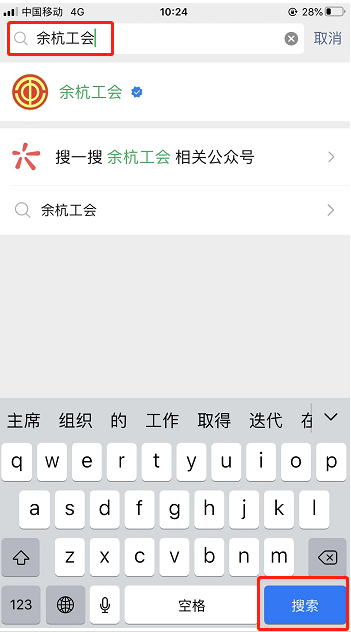 中国移动 4G 10:24 28%
余杭工会 取消
余杭工会
搜一搜 余杭工会 相关公众号
余杭工会
主席 组织 的 工作 取得 迭代 在
q w e r t y u i o p
a s d f g h j k l
z x c v b n m
123 空格 搜索